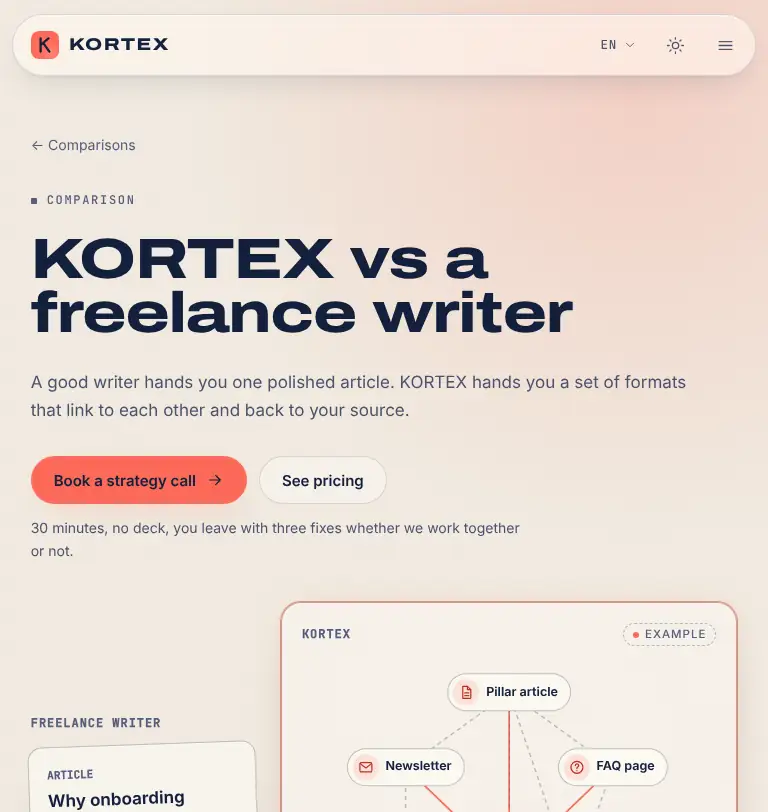 K KORTEX
EN
← Comparisons
COMPARISON
KORTEX vs a
freelance writer
A good writer hands you one polished article. KORTEX hands you a set of formats
that link to each other and back to your source.
Book a strategy call →
See pricing
30 minutes, no deck, you leave with three fixes whether we work together
or not.
KORTEX
EXAMPLE
Pillar article
FREELANCE WRITER
Newsletter
FAQ page
ARTICLE
Why onboarding